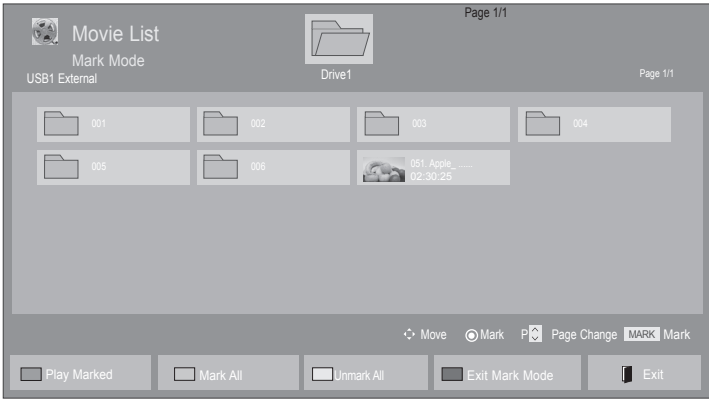 Page 1/1
Movie List
Mark Mode
USB1 External
Drive1
Page 1/1
001
002
003
004
005
006
051. Apple_ ......
02:30:25
Move
Mark
P
Page Change
MARK Mark
Play Marked
Mark All
Unmark All
Exit Mark Mode
Exit